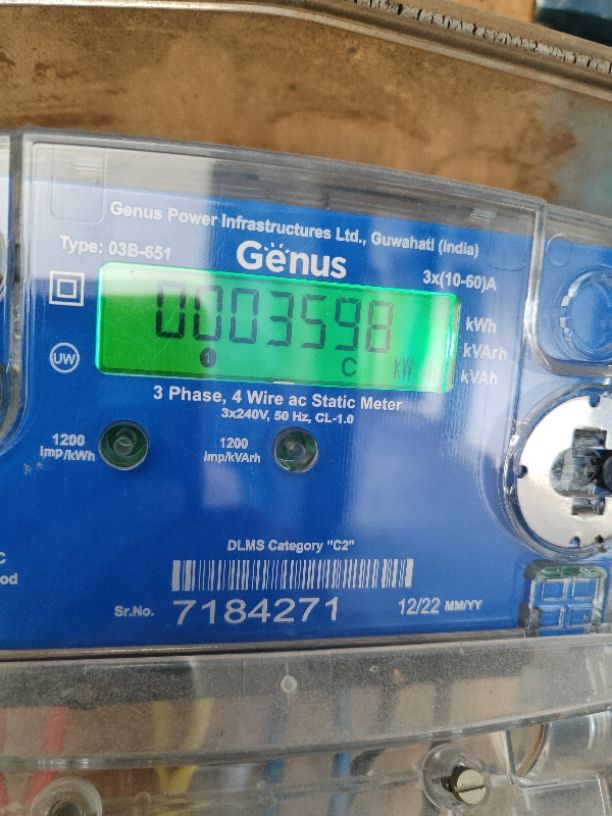 Genus Power Infrastructures Ltd., Guwahati (India)
Type: 03B-651
Genus
3x(10-60)A
0003598
1 C kW h
kWh
kVArh
kVAh
UW
3 Phase, 4 Wire ac Static Meter
3x240V, 50 Hz, CL-1.0
1200
Imp/kWh
1200
Imp/kVArh
DLMS Category "C2"
Sr.No. 7184271 12/22 MM/YY